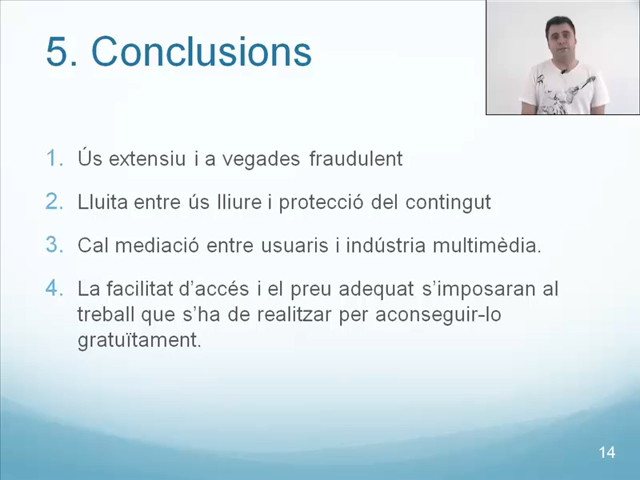 5. Conclusions
1. Ús extensiu i a vegades fraudulent
2. Lluita entre ús lliure i protecció del contingut
3. Cal mediació entre usuaris i indústria multimèdia.
4. La facilitat d’accés i el preu adequat s’imposaran al
treball que s’ha de realitzar per aconseguir-lo
gratuïtament.
14